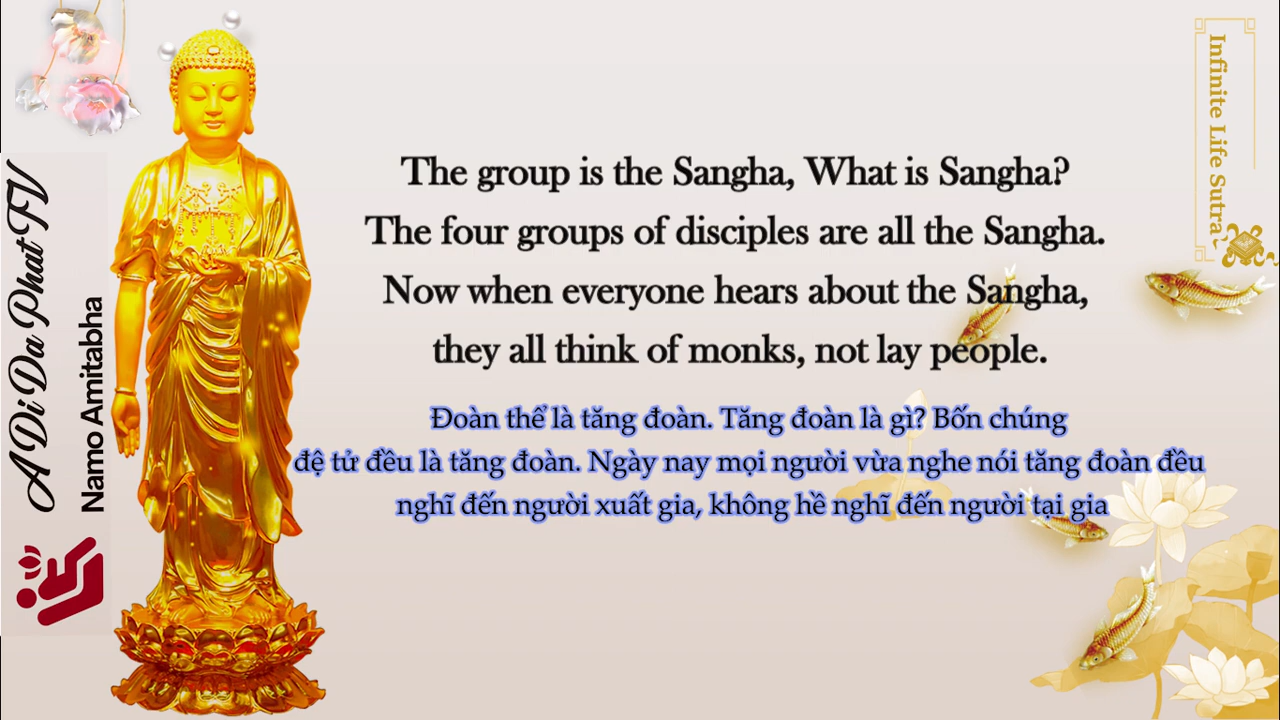 A Di Da Phat TV
Namo Amitabha
The group is the Sangha, What is Sangha?
The four groups of disciples are all the Sangha.
Now when everyone hears about the Sangha,
they all think of monks, not lay people.
Đoàn thể là tăng đoàn. Tăng đoàn là gì? Bốn chúng
đệ tử đều là tăng đoàn. Ngày nay mọi người vừa nghe nói tăng đoàn đều
nghĩ đến người xuất gia, không hề nghĩ đến người tại gia
Infinite Life Sutra